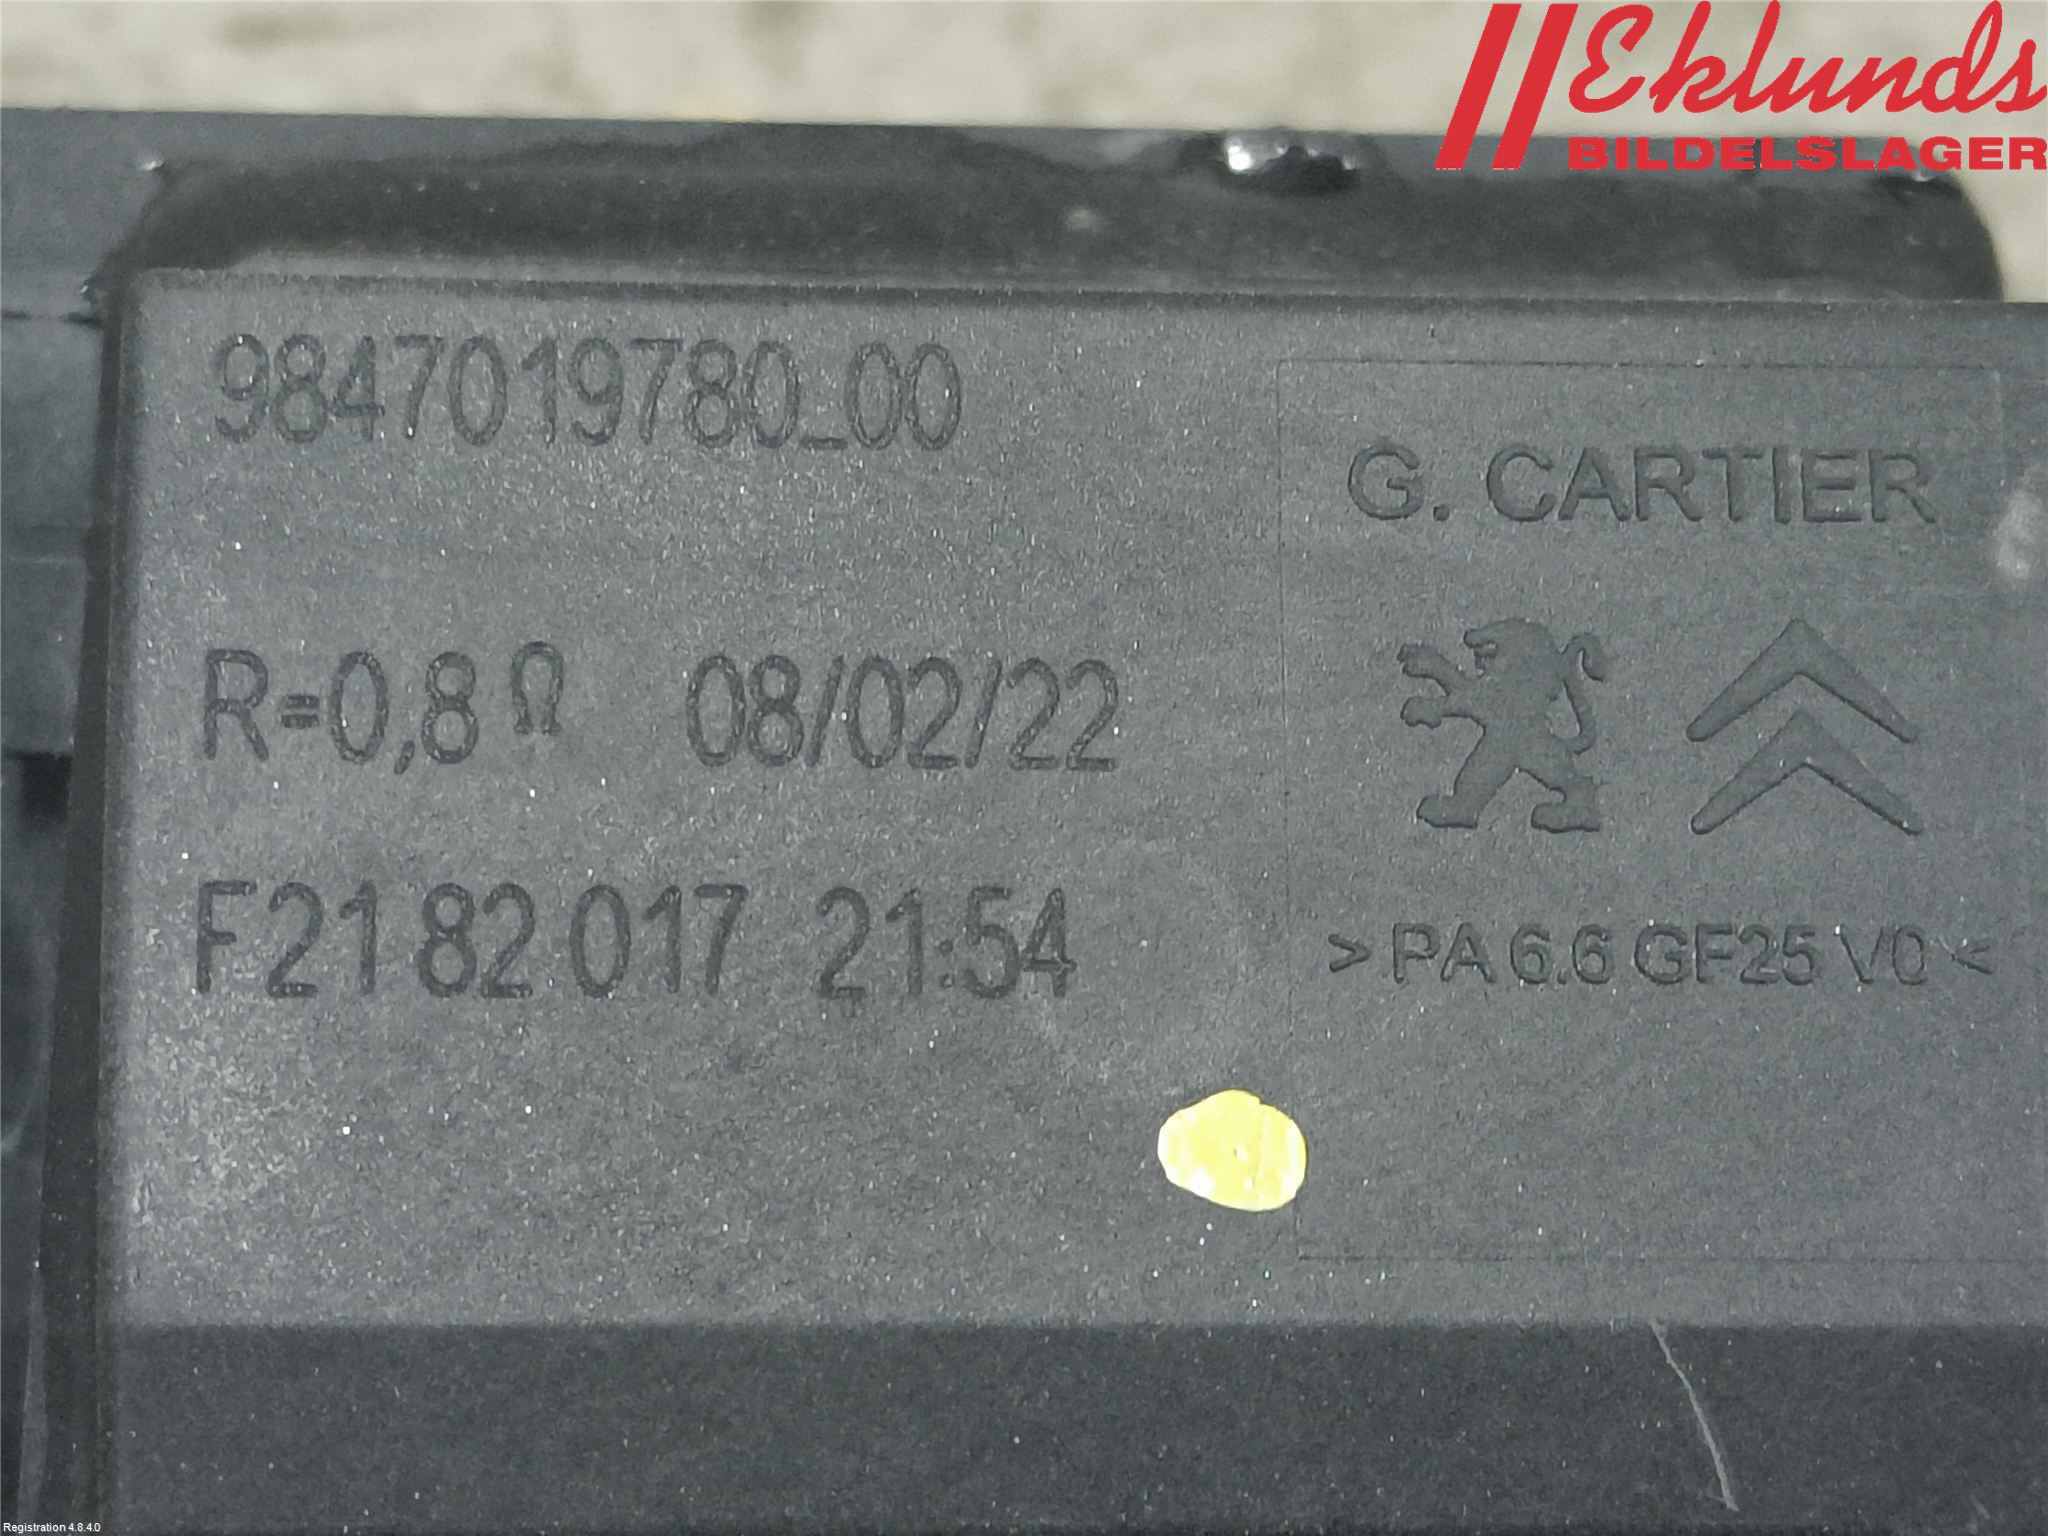 Eklunds
BILDELSLAGER
9847019780_00
G. CARTIER
R=0,8 Ω 08/02/22
F21 82 017 21:54
> PA 6.6 GF25 V0 <
Registration 4.8.4.0